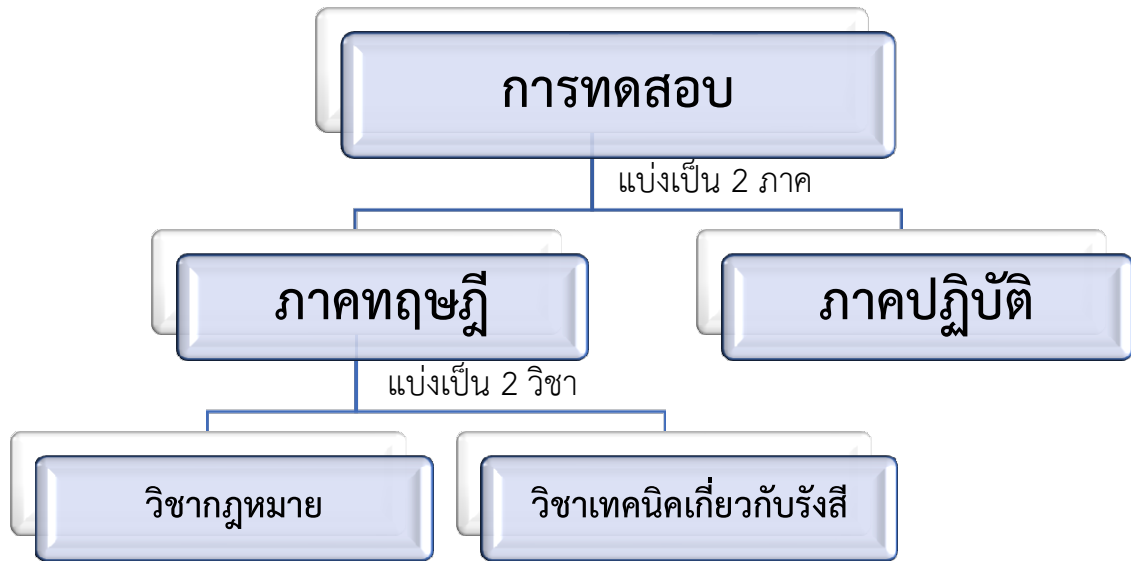 การทดสอบ
แบ่งเป็น 2 ภาค
ภาคทฤษฎี
ภาคปฏิบัติ
แบ่งเป็น 2 วิชา
วิชากฎหมาย
วิชาเทคนิคเกี่ยวกับรังสี